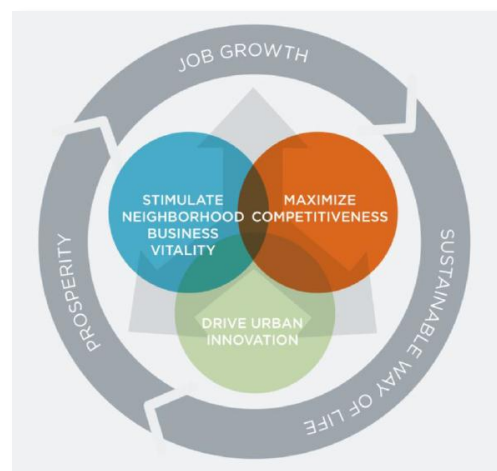 JOB GROWTH
STIMULATE
NEIGHBORHOOD
BUSINESS
VITALITY
MAXIMIZE
COMPETITIVENESS
DRIVE URBAN
INNOVATION
PROSPERITY
SUSTAINABLE WAY OF LIFE